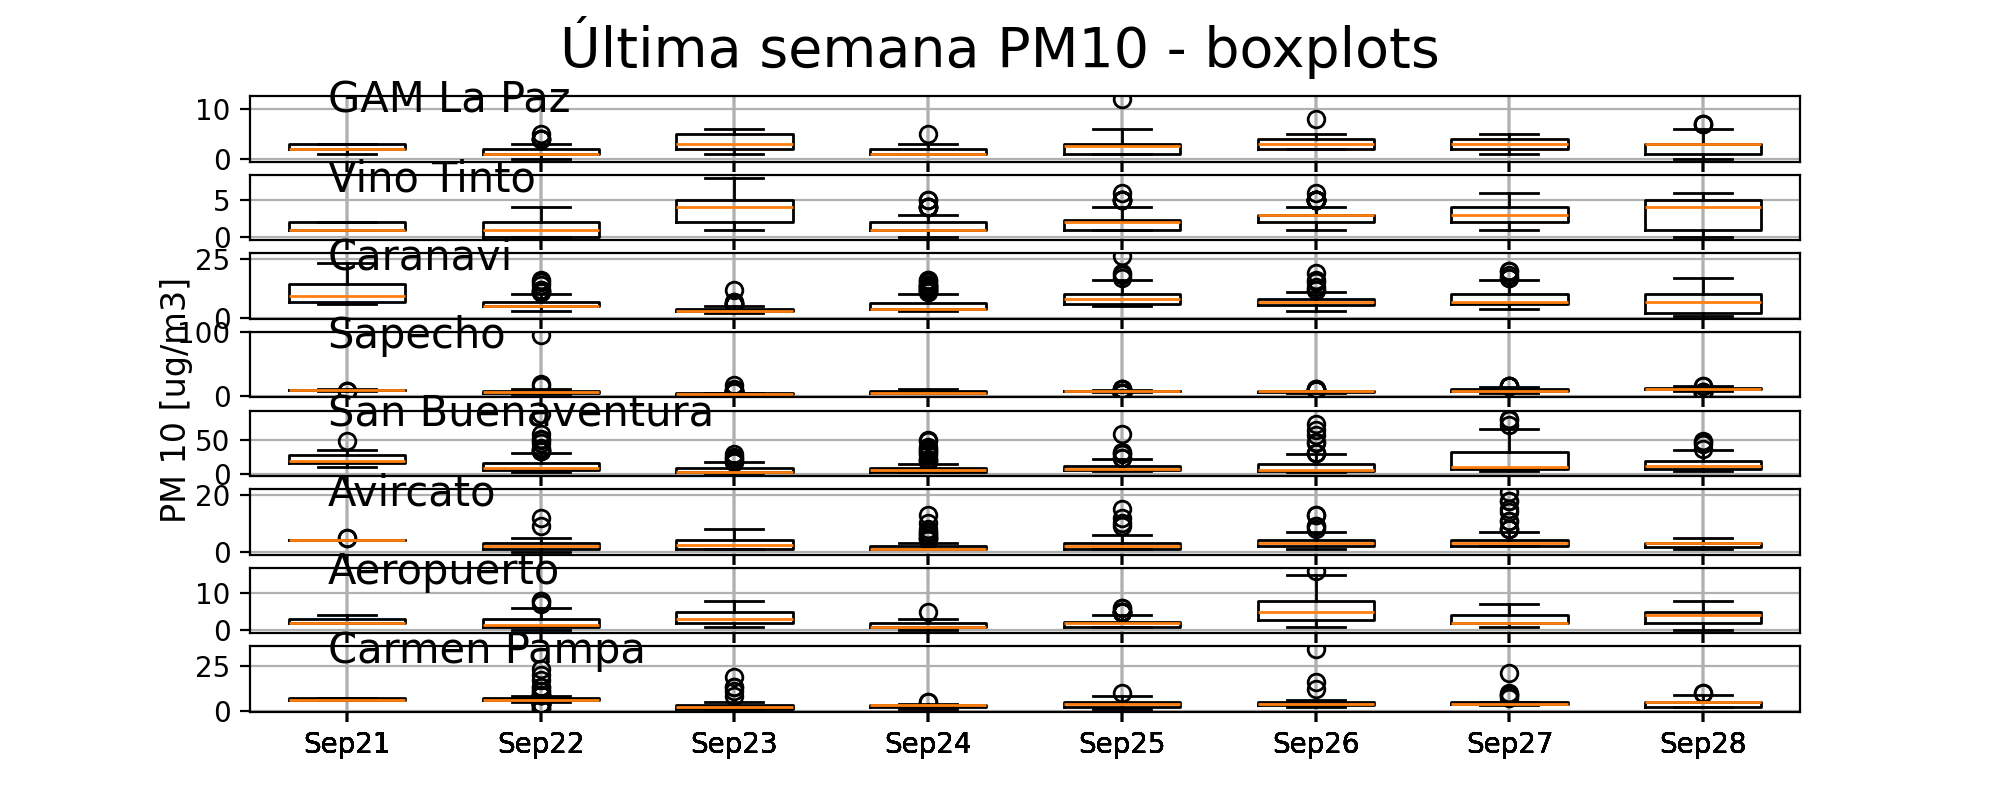 Última semana PM10 - boxplots
PM 10 [ug/m3]
GAM La Paz
10
0
Vino Tinto
5
0
Caranavi
25
0
Sapecho
100
0
San Buenaventura
50
0
Avircato
20
0
Aeropuerto
10
0
Carmen Pampa
25
0
Sep21 Sep22 Sep23 Sep24 Sep25 Sep26 Sep27 Sep28